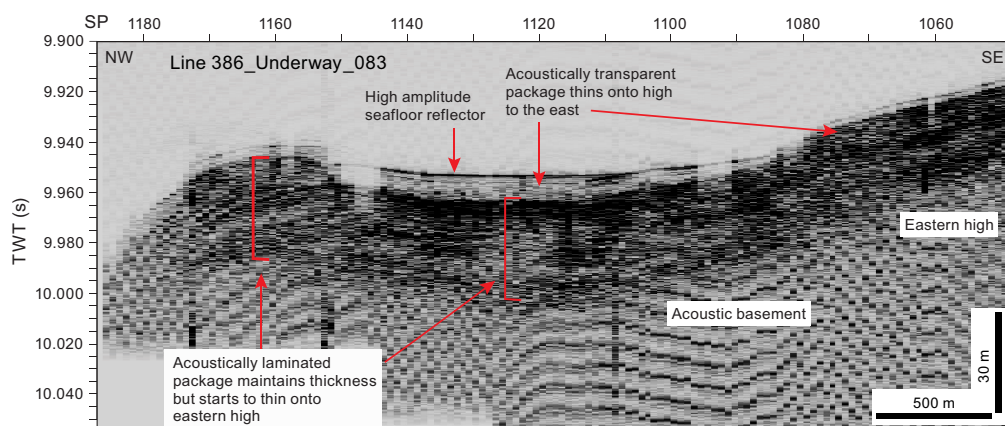 SP 1180 1160 1140 1120 1100 1080 1060
9.900
NW
Line 386_Underway_083
SE
Acoustically transparent
package thins onto high
to the east
High amplitude
seafloor reflector
9.920
9.940
9.960
9.980
10.000
10.020
10.040
TWT (s)
Eastern high
Acoustic basement
Acoustically laminated
package maintains thickness
but starts to thin onto
eastern high
30 m
500 m